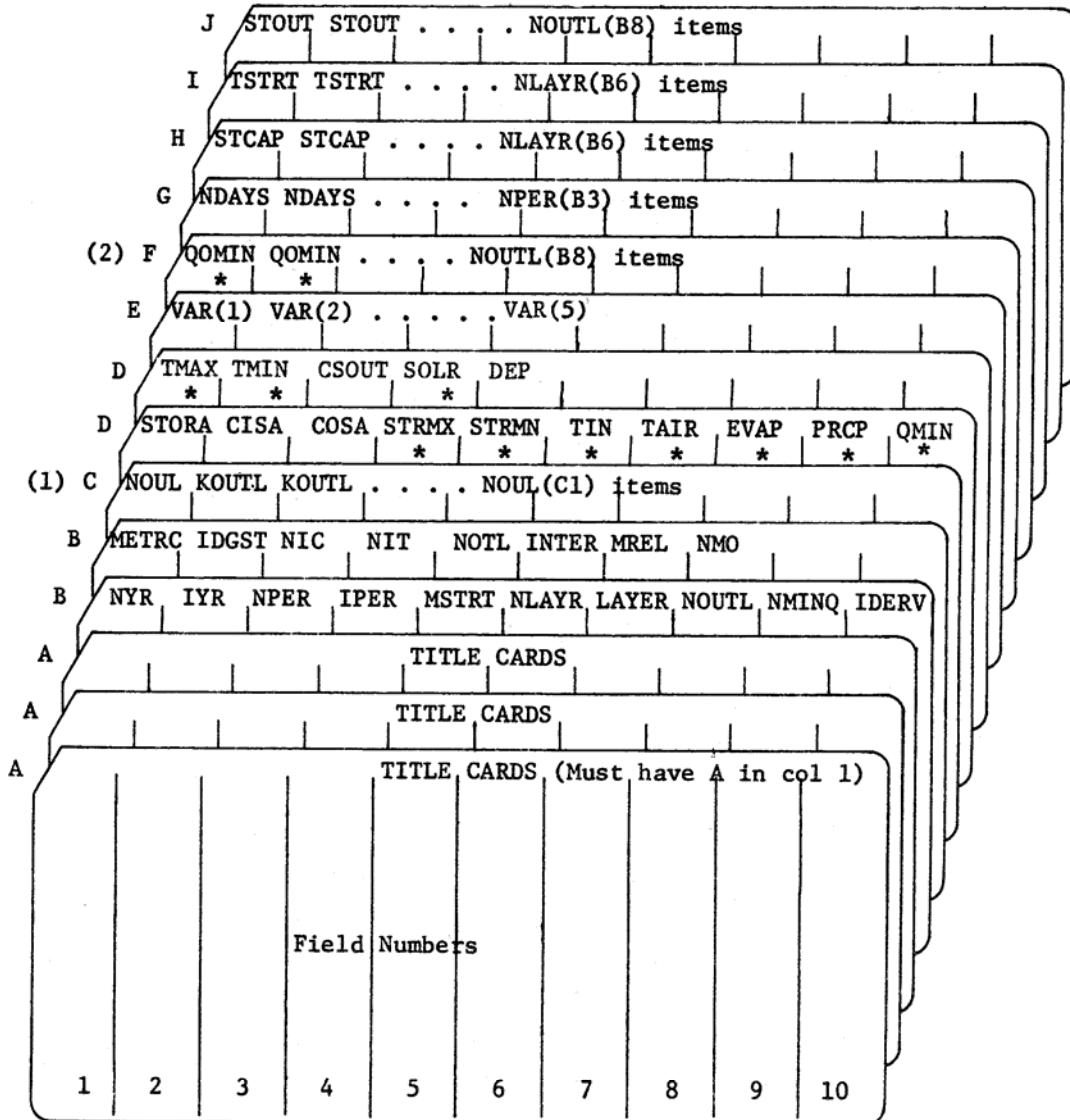 J STOUT STOUT . . . . NOUTL(B8) items
I TSTRT TSTRT . . . . NLAYR(B6) items
H STCAP STCAP . . . . NLAYR(B6) items
G NDAYS NDAYS . . . . NPER(B3) items
(2) F QOMIN QOMIN . . . . NOUTL(B8) items
* *
E VAR(1) VAR(2) . . . . . VAR(5)
D TMAX TMIN CSOUT SOLR DEP
* * *
D STORA CISA COSA STRMX STRMN TIN TAIR EVAP PRCP QMIN
* * * * * * *
(1) C NOUL KOUTL KOUTL . . . . NOUL(C1) items
B METRC IDGST NIC NIT NOTL INTER MREL NMO
B NYR IYR NPER IPER MSTRT NLAYR LAYER NOUTL NMINQ IDERV
A TITLE CARDS
A TITLE CARDS
A TITLE CARDS (Must have A in col 1)
Field Numbers
1 2 3 4 5 6 7 8 9 10